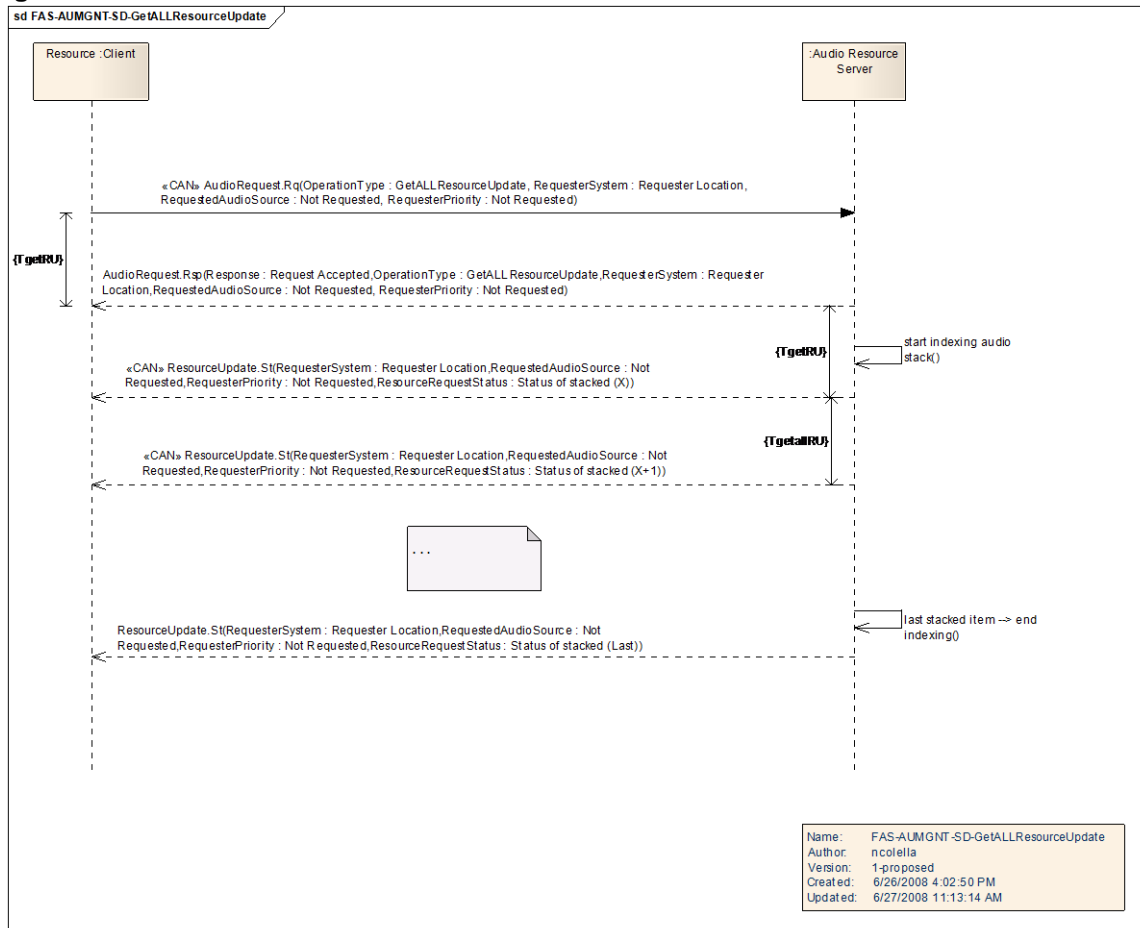 sd FAS-AUMGNT-SD-GetALLResourceUpdate
Resource :Client
:Audio Resource
Server
«CAN» AudioRequest.Rq(OperationType : GetALLResourceUpdate, RequesterSystem : Requester Location,
RequestedAudioSource : Not Requested, RequesterPriority : Not Requested)
{TgetRU}
AudioRequest.Rsp(Response : Request Accepted,OperationType : GetALLResourceUpdate,RequesterSystem : Requester
Location,RequestedAudioSource : Not Requested, RequesterPriority : Not Requested)
start indexing audio
stack()
{TgetRU}
«CAN» ResourceUpdate.St(RequesterSystem : Requester Location,RequestedAudioSource : Not
Requested,RequesterPriority : Not Requested,ResourceRequestStatus : Status of stacked (X))
{TgetallRU}
«CAN» ResourceUpdate.St(RequesterSystem : Requester Location,RequestedAudioSource : Not
Requested,RequesterPriority : Not Requested,ResourceRequestStatus : Status of stacked (X+1))
...
last stacked item --> end
indexing()
ResourceUpdate.St(RequesterSystem : Requester Location,RequestedAudioSource : Not
Requested,RequesterPriority : Not Requested,ResourceRequestStatus : Status of stacked (Last))
Name: FAS-AUMGNT-SD-GetALLResourceUpdate
Author: ncolella
Version: 1-proposed
Created: 6/26/2008 4:02:50 PM
Updated: 6/27/2008 11:13:14 AM